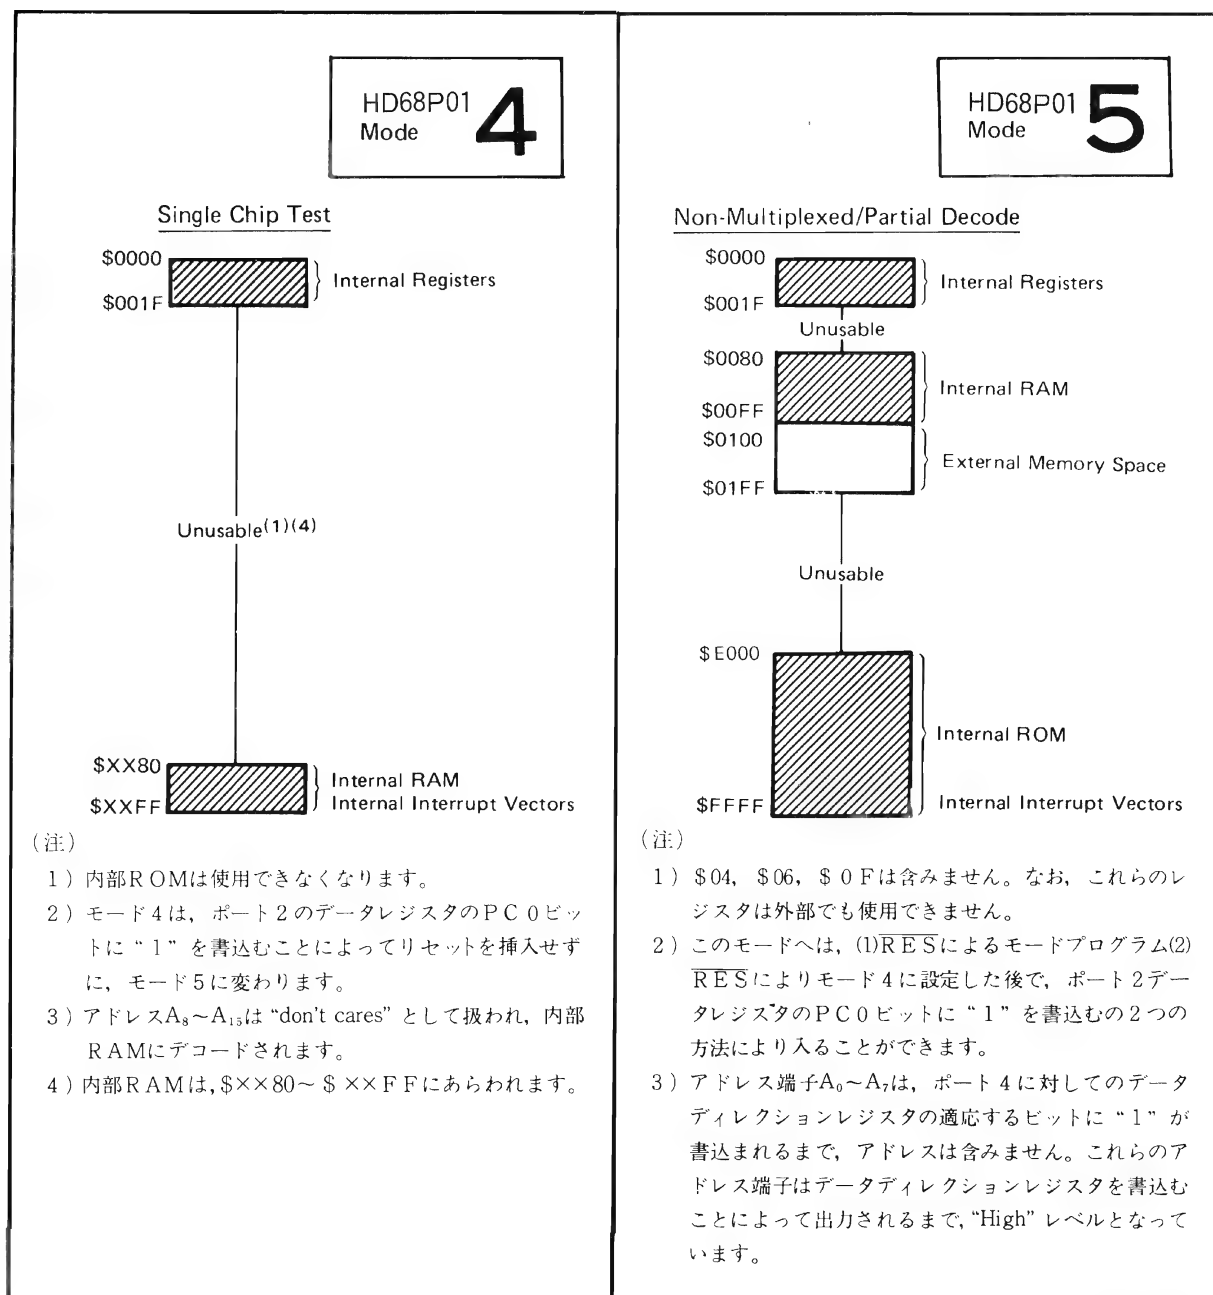 HD68P01
Mode 4
Single Chip Test
$0000
Internal Registers
$001F
Unusable(1)(4)
$XX80
Internal RAM
$XXFF
Internal Interrupt Vectors
(注)
1) 内部ROMは使用できなくなります。
2) モード4は,ポート2のデータレジスタのPC0ビッ
トに“1”を書込むことによってリセットを挿入せず
に,モード5に変わります。
3) アドレスA₈~A₁₅は“don't cares”として扱われ,内部
RAMにデコードされます。
4) 内部RAMは,$××80~$××FFにあらわれます。
HD68P01
Mode 5
Non-Multiplexed/Partial Decode
$0000
Internal Registers
$001F
Unusable
$0080
Internal RAM
$00FF
$0100
External Memory Space
$01FF
Unusable
$E000
Internal ROM
$FFFF
Internal Interrupt Vectors
(注)
1) $04, $06, $0Fは含みません。なお,これらのレ
ジスタは外部でも使用できません。
2) このモードへは,(1)R̅E̅S̅によるモードプログラム(2)
R̅E̅S̅によりモード4に設定した後で,ポート2デー
タレジスタのPC0ビットに“1”を書込むの2つの
方法により入ることができます。
3) アドレス端子A₀~A₇は,ポート4に対してのデータ
ディレクションレジスタの適応するビットに“1”が
書込まれるまで,アドレスは含みません。これらのア
ドレス端子はデータディレクションレジスタを書込む
ことによって出力されるまで,“High”レベルとなって
います。